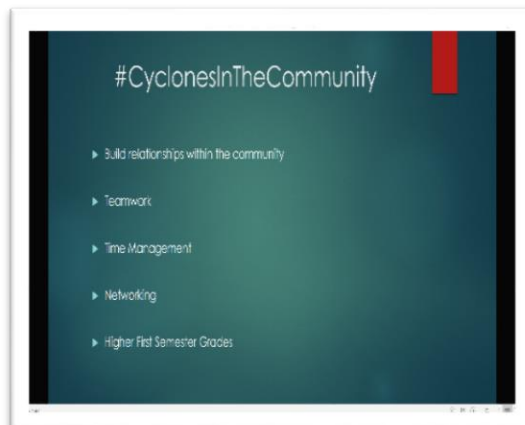 #CyclonesInTheCommunity
Build relationships within the community
Teamwork
Time Management
Networking
Higher First Semester Grades